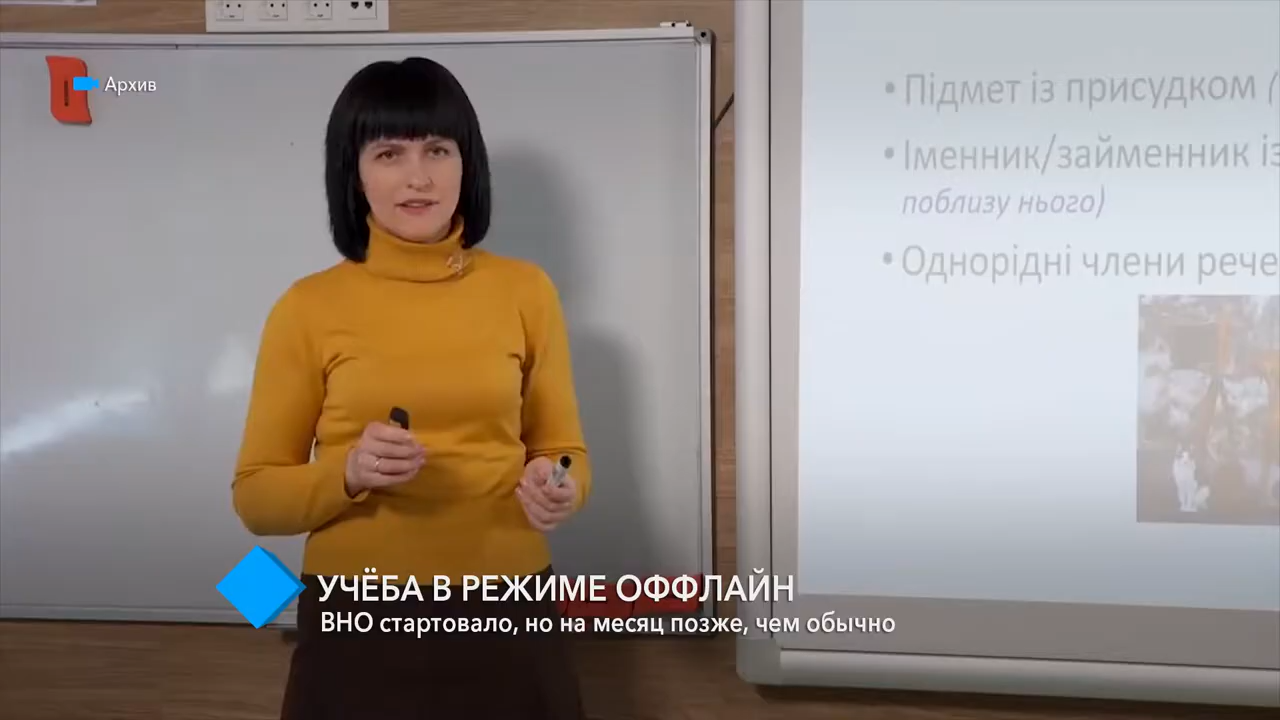 Архив
• Підмет із присудком (
• Іменник/займенник із
поблизу нього)
• Однорідні члени рече
УЧЁБА В РЕЖИМЕ ОФФЛАЙН
ВНО стартовало, но на месяц позже, чем обычно